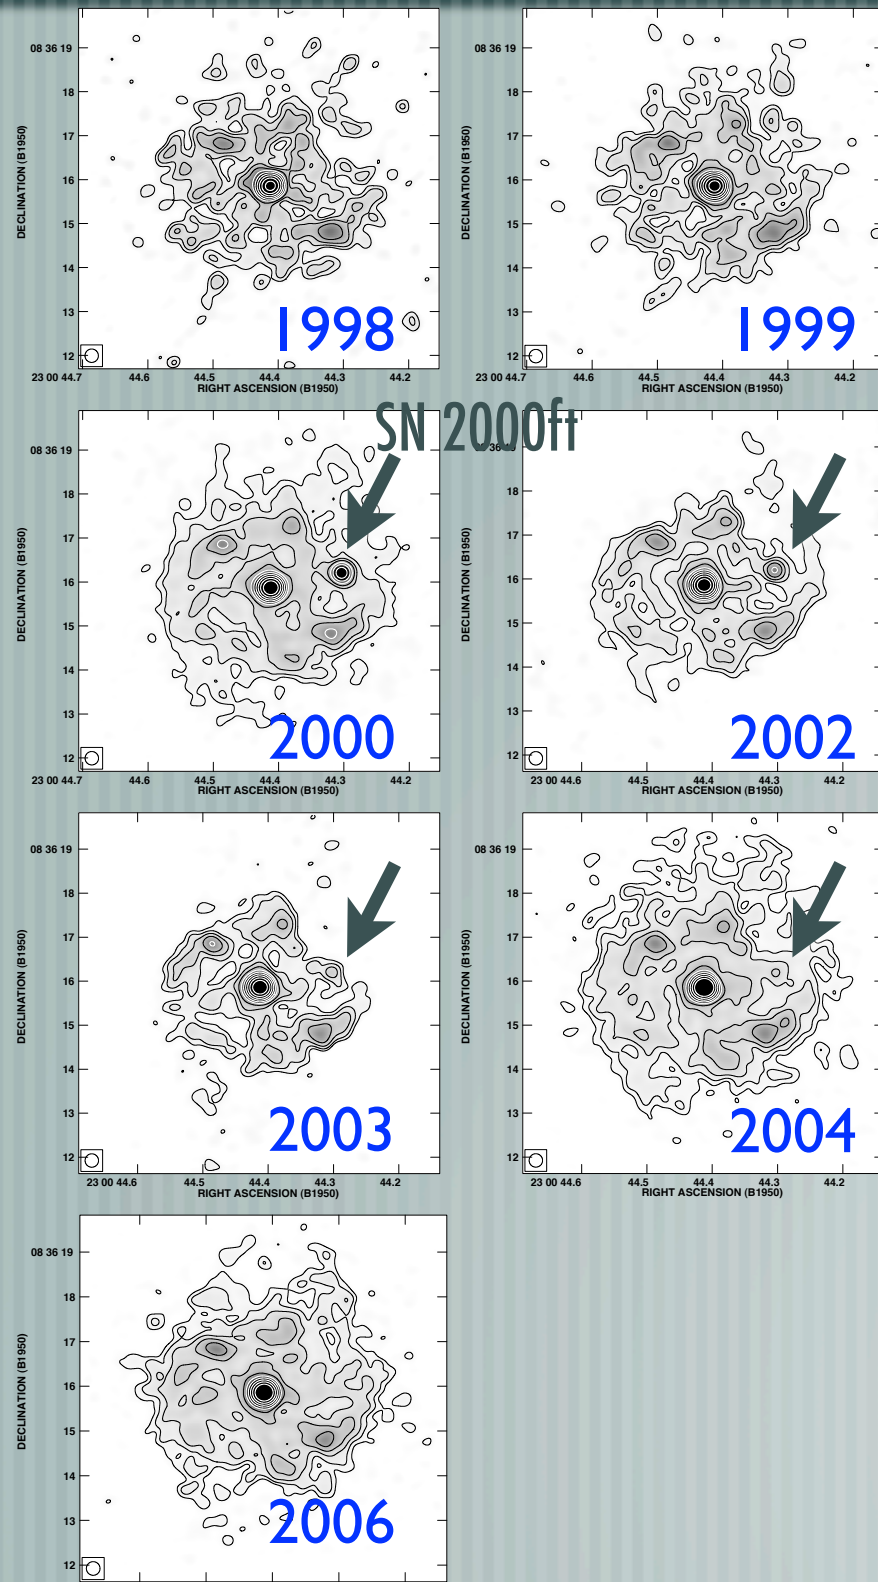 08 36 19
18
17
16
15
14
13
12
DECLINATION (B1950)
23 00 44.7 44.6 44.5 44.4 44.3 44.2
RIGHT ASCENSION (B1950)
1998
08 36 19
18
17
16
15
14
13
12
DECLINATION (B1950)
23 00 44.7 44.6 44.5 44.4 44.3 44.2
RIGHT ASCENSION (B1950)
1999
SN 2000ft
08 36 19
18
17
16
15
14
13
12
DECLINATION (B1950)
23 00 44.7 44.6 44.5 44.4 44.3 44.2
RIGHT ASCENSION (B1950)
2000
18
17
16
15
14
13
12
DECLINATION (B1950)
23 00 44.6 44.5 44.4 44.3 44.2
RIGHT ASCENSION (B1950)
2002
08 36 19
18
17
16
15
14
13
12
DECLINATION (B1950)
23 00 44.6 44.5 44.4 44.3 44.2
RIGHT ASCENSION (B1950)
2003
08 36 19
18
17
16
15
14
13
12
DECLINATION (B1950)
23 00 44.6 44.5 44.4 44.3 44.2
RIGHT ASCENSION (B1950)
2004
08 36 19
18
17
16
15
14
13
12
DECLINATION (B1950)
2006